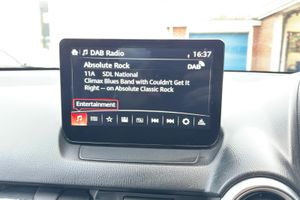 DAB Radio 16:37
Absolute Rock DAB
11A SDL National
Climax Blues Band with Couldn't Get It
Right -- on Absolute Classic Rock
Entertainment